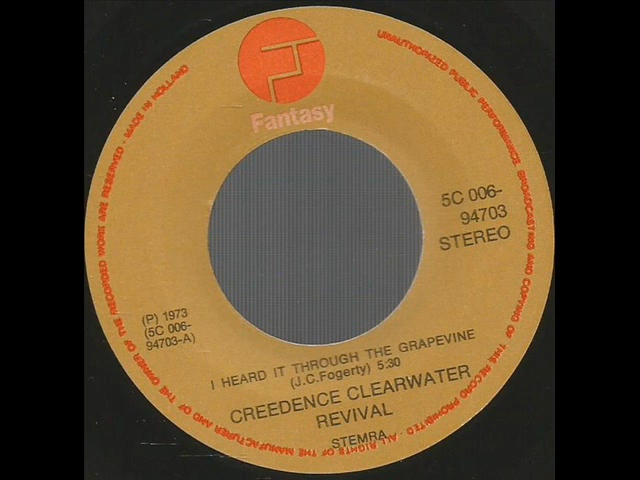 Fantasy
5C 006-
94703
STEREO
(P) 1973
(5C 006-
94703-A)
I HEARD IT THROUGH THE GRAPEVINE
(J.C.Fogerty) 5:30
CREEDENCE CLEARWATER
REVIVAL
STEMRA
ALL RIGHTS OF THE MANUFACTURER AND OF THE OWNER OF THE RECORDED WORK ARE RESERVED - MADE IN HOLLAND
UNAUTHORIZED PUBLIC PERFORMANCE, BROADCASTING AND COPYING OF THIS RECORD PROHIBITED